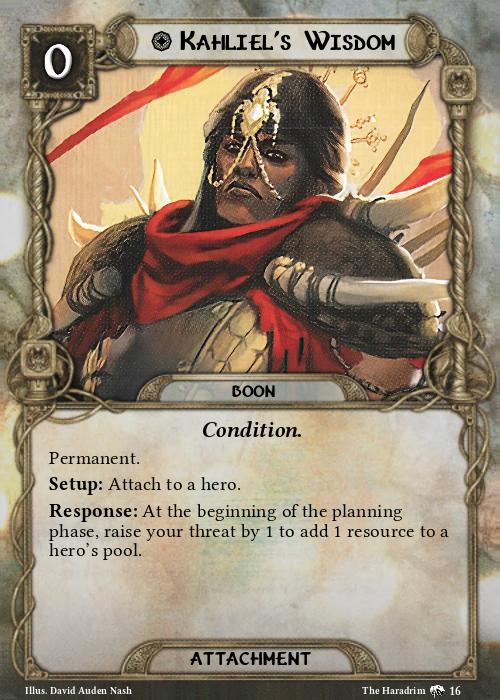 0
Kahliel's Wisdom
BOON
Condition.
Permanent.
Setup: Attach to a hero.
Response: At the beginning of the planning
phase, raise your threat by 1 to add 1 resource to a
hero's pool.
ATTACHMENT
Illus. David Auden Nash
The Haradrim 16